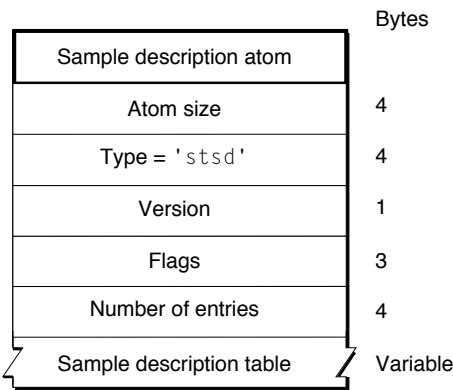 Bytes
Sample description atom
Atom size 4
Type = 'stsd' 4
Version 1
Flags 3
Number of entries 4
Sample description table Variable